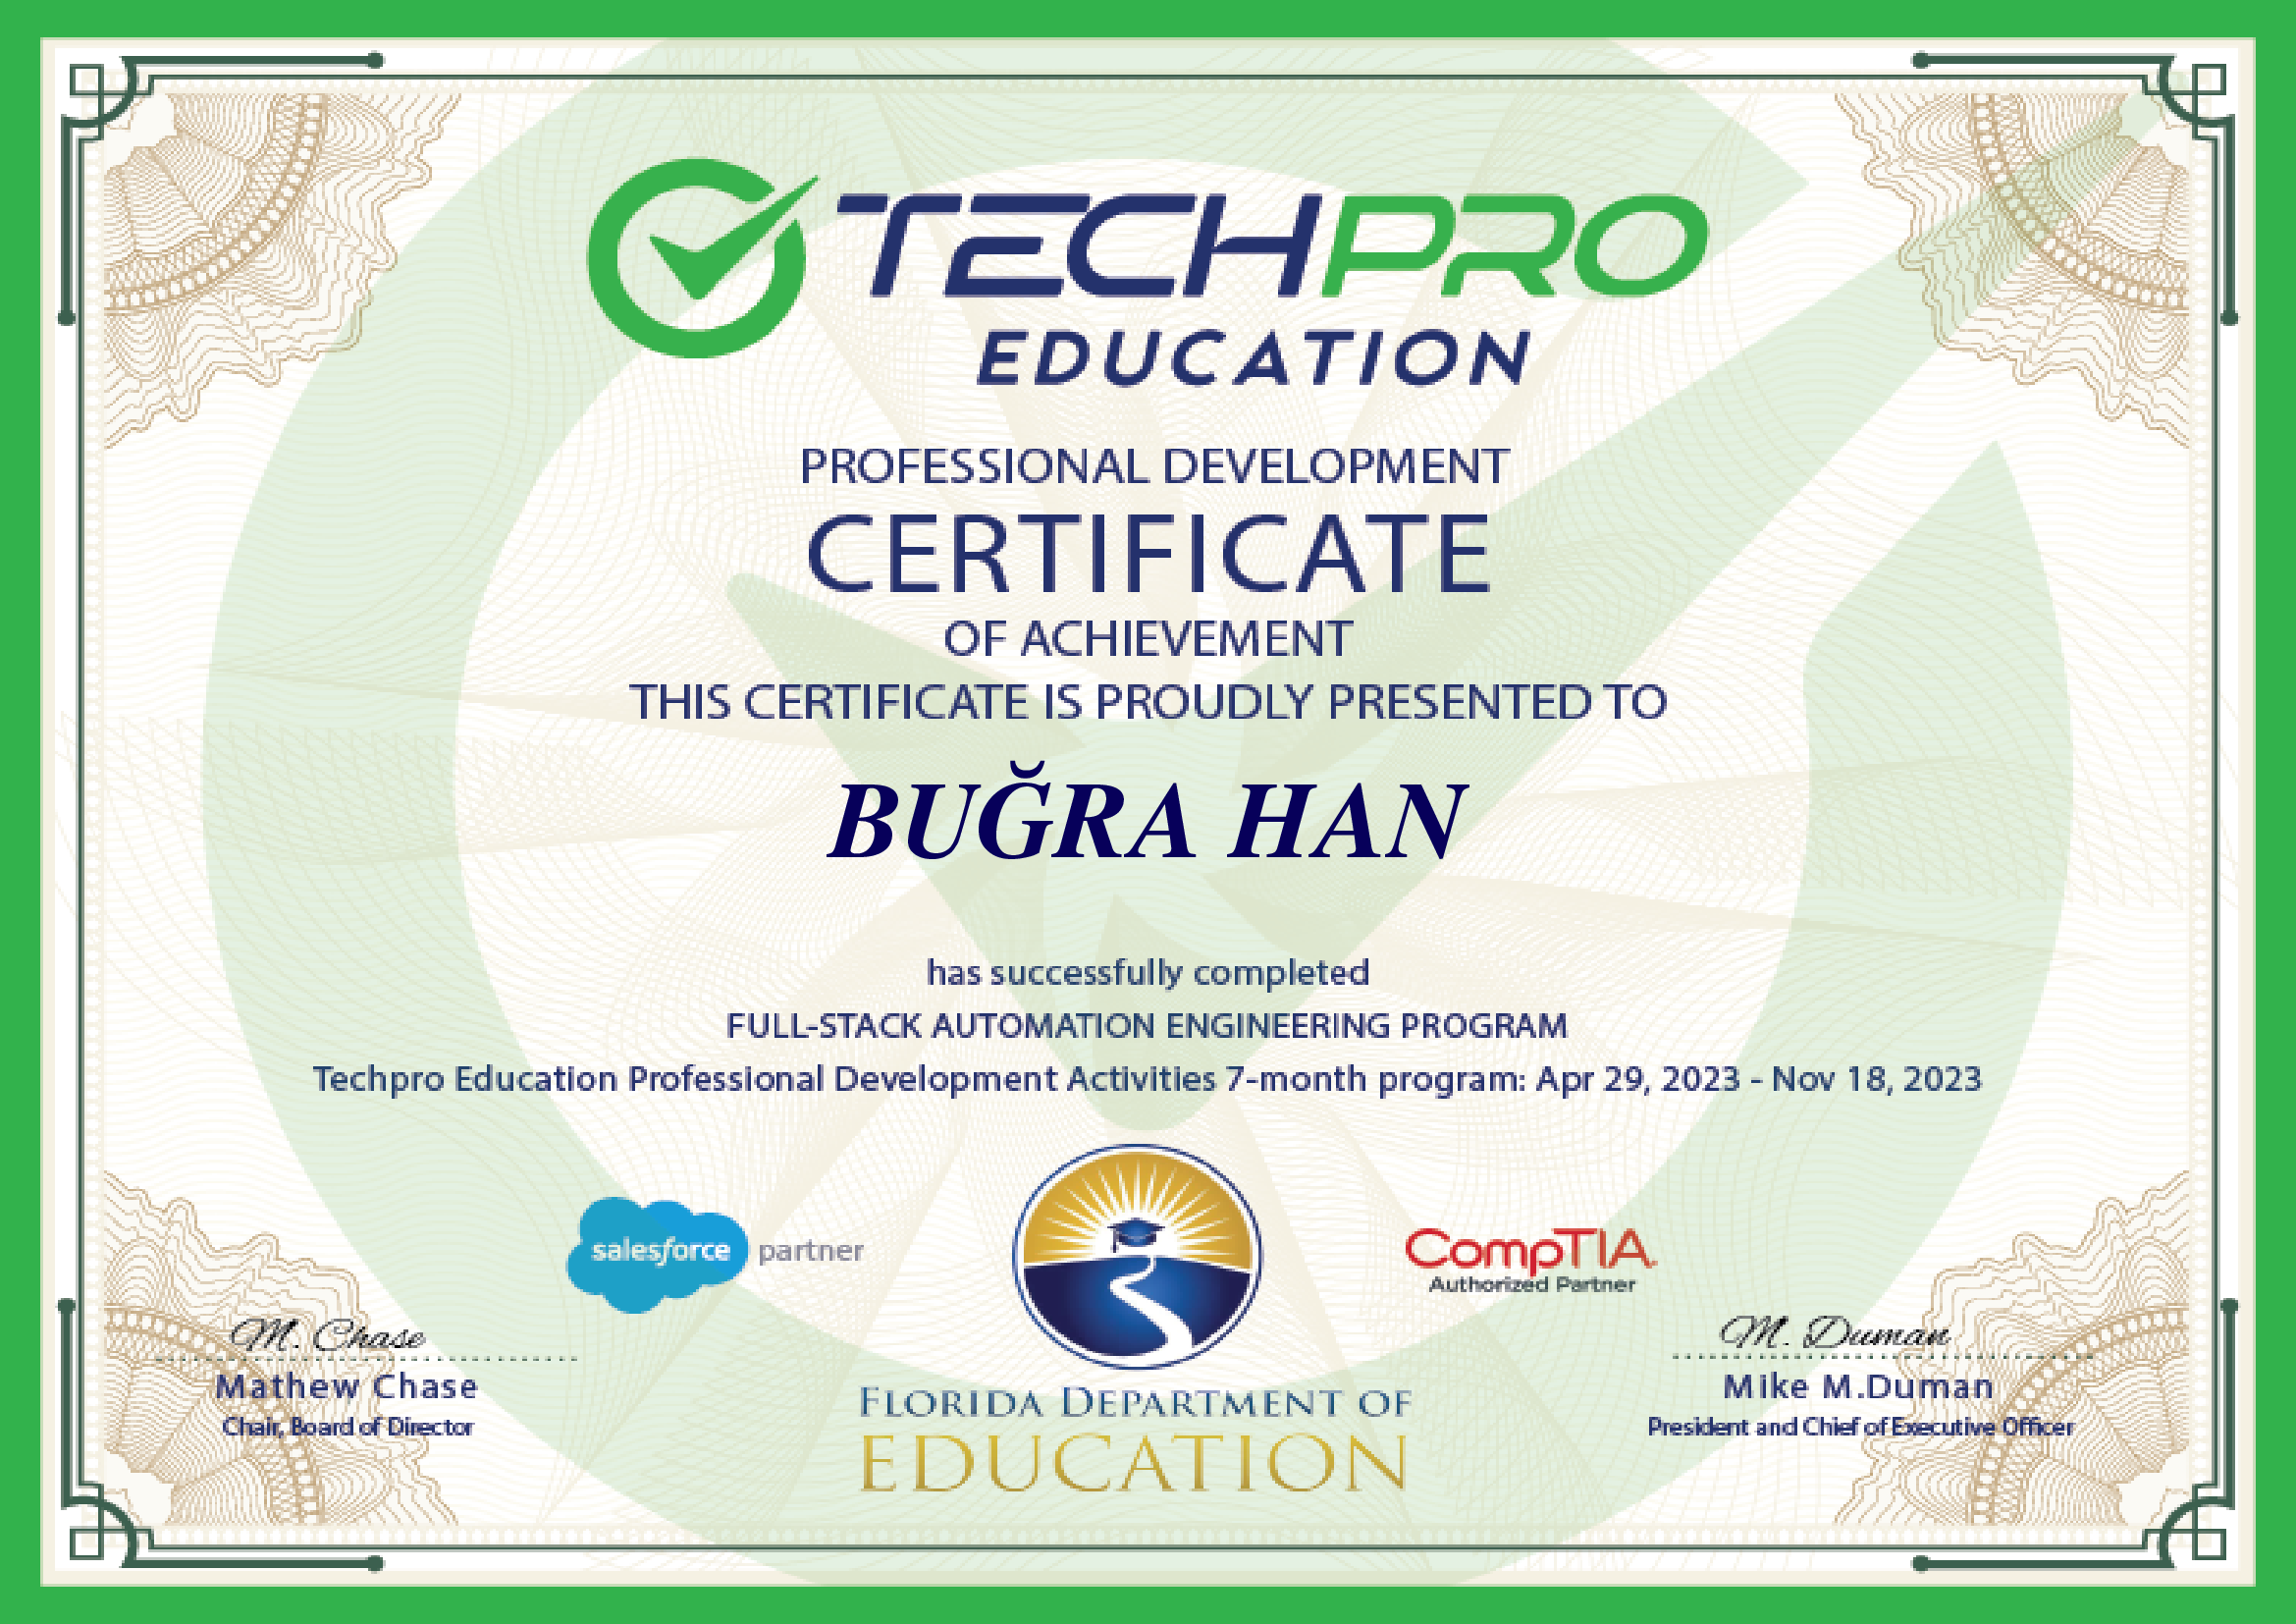 TECHPRO
EDUCATION
PROFESSIONAL DEVELOPMENT
CERTIFICATE
OF ACHIEVEMENT
THIS CERTIFICATE IS PROUDLY PRESENTED TO
BUĞRA HAN
has successfully completed
FULL-STACK AUTOMATION ENGINEERING PROGRAM
Techpro Education Professional Development Activities 7-month program: Apr 29, 2023 - Nov 18, 2023
salesforce partner
CompTIA.
Authorized Partner
M. Chase
Mathew Chase
Chair, Board of Director
FLORIDA DEPARTMENT OF
EDUCATION
M. Duman
Mike M.Duman
President and Chief of Executive Officer